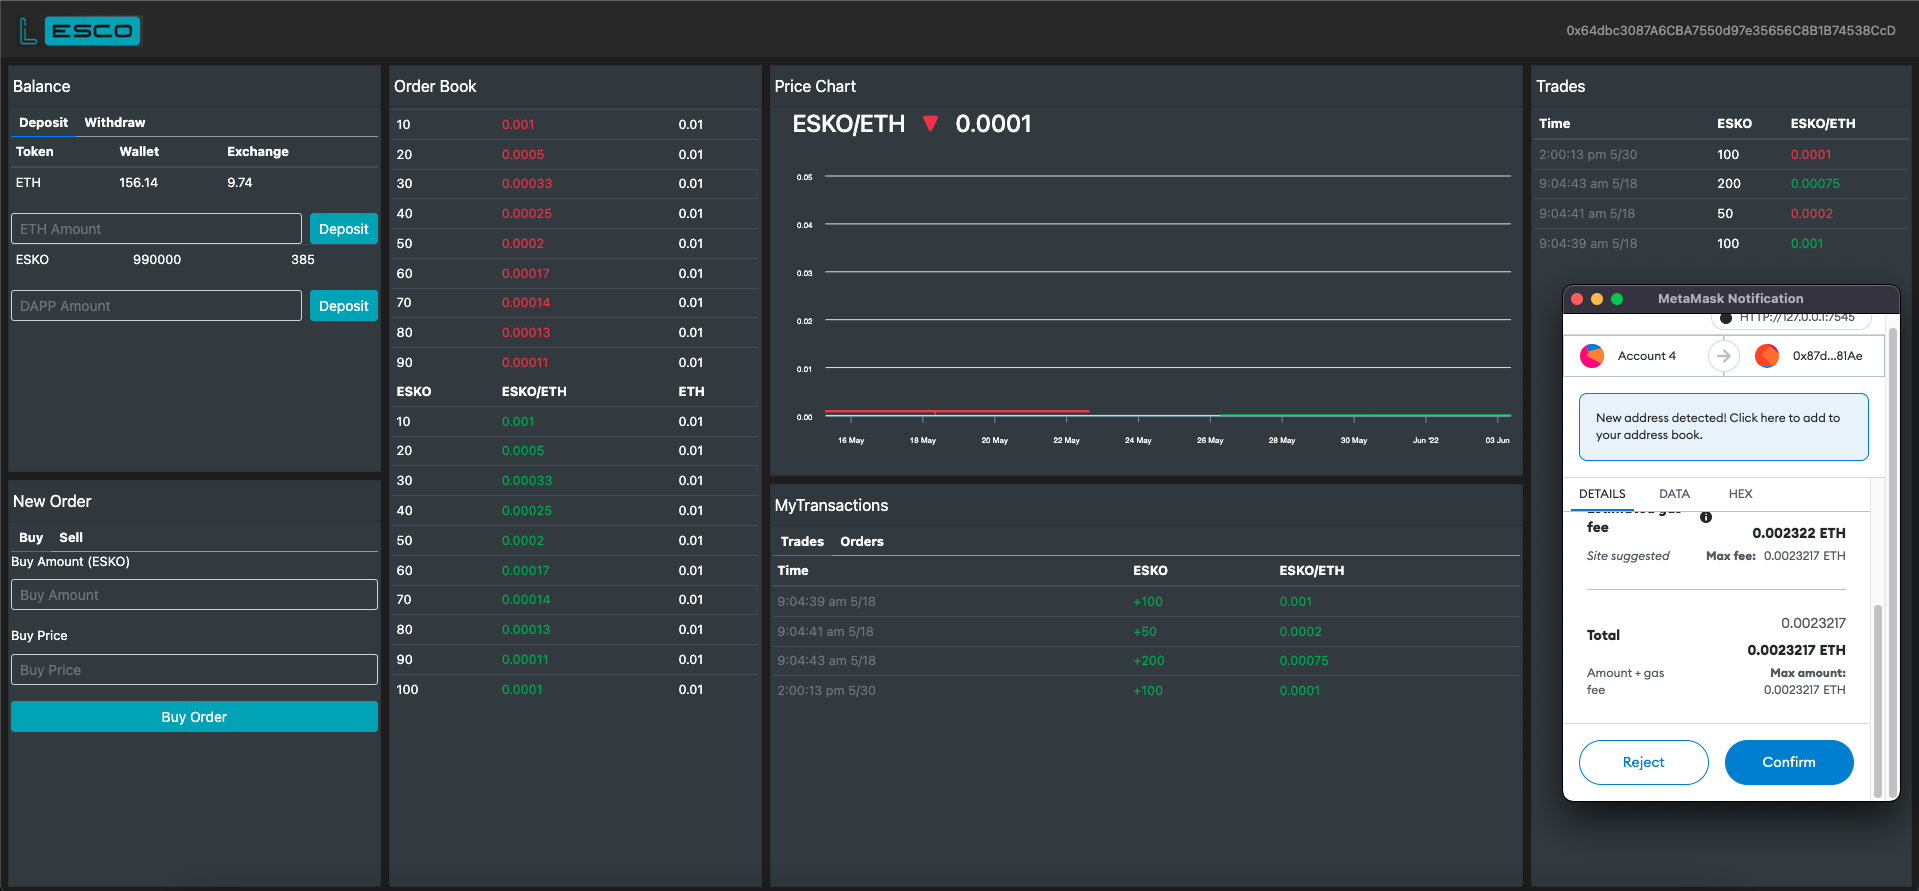 L ESCO
0x64dbc3087A6CBA7550d97e35656C8B1B74538CcD
Balance
Deposit Withdraw
Token Wallet Exchange
ETH 156.14 9.74
ETH Amount Deposit
ESKO 990000 385
DAPP Amount Deposit
New Order
Buy Sell
Buy Amount (ESKO)
Buy Amount
Buy Price
Buy Price
Buy Order
Order Book
10 0.001 0.01
20 0.0005 0.01
30 0.00033 0.01
40 0.00025 0.01
50 0.0002 0.01
60 0.00017 0.01
70 0.00014 0.01
80 0.00013 0.01
90 0.00011 0.01
ESKO ESKO/ETH ETH
10 0.001 0.01
20 0.0005 0.01
30 0.00033 0.01
40 0.00025 0.01
50 0.0002 0.01
60 0.00017 0.01
70 0.00014 0.01
80 0.00013 0.01
90 0.00011 0.01
100 0.0001 0.01
Price Chart
ESKO/ETH ▼ 0.0001
0.05
0.04
0.03
0.02
0.01
0.00
16 May 18 May 20 May 22 May 24 May 26 May 28 May 30 May Jun '22 03 Jun
MyTransactions
Trades Orders
Time ESKO ESKO/ETH
9:04:39 am 5/18 +100 0.001
9:04:41 am 5/18 +50 0.0002
9:04:43 am 5/18 +200 0.00075
2:00:13 pm 5/30 +100 0.0001
Trades
Time ESKO ESKO/ETH
2:00:13 pm 5/30 100 0.0001
9:04:43 am 5/18 200 0.00075
9:04:41 am 5/18 50 0.0002
9:04:39 am 5/18 100 0.001
MetaMask Notification
HTTP://127.0.0.1:7545
Account 4 0x87d...81Ae
New address detected! Click here to add to
your address book.
DETAILS DATA HEX
Estimated gas
fee 0.002322 ETH
Site suggested Max fee: 0.0023217 ETH
0.0023217
Total 0.0023217 ETH
Amount + gas Max amount:
fee 0.0023217 ETH
Reject Confirm